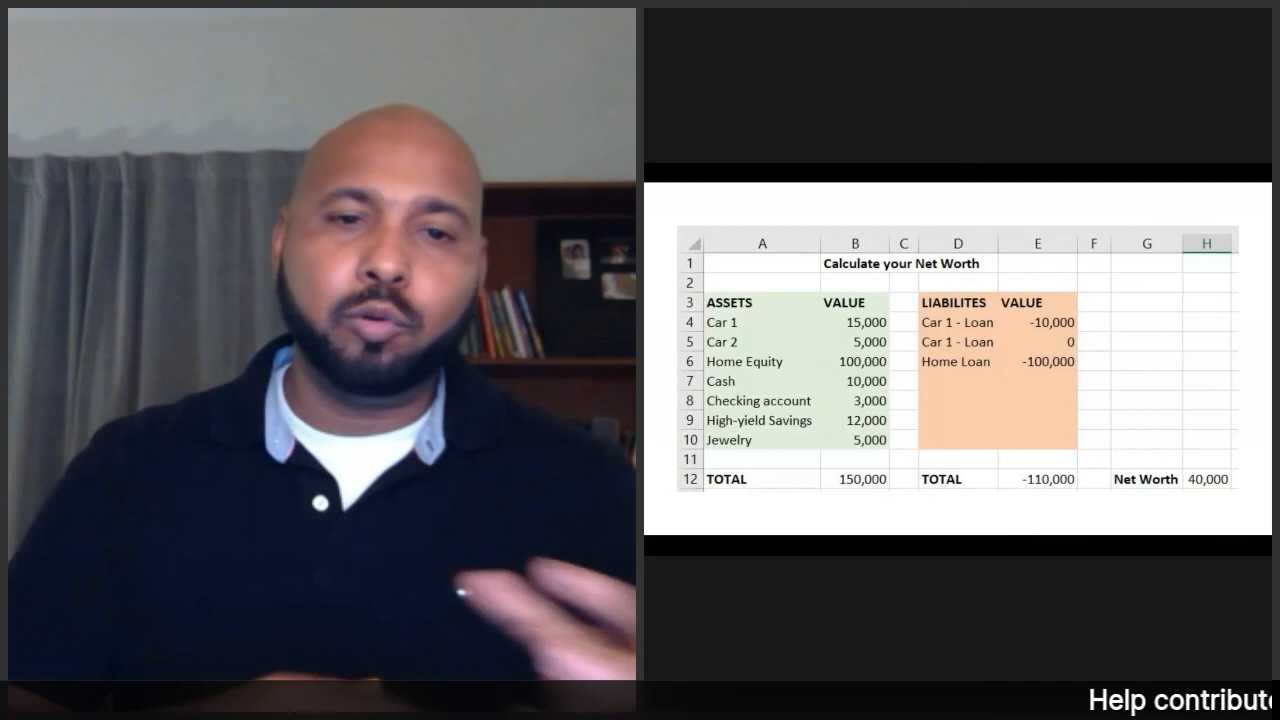 A B C D E F G H
1 Calculate your Net Worth
2
3 ASSETS VALUE LIABILITES VALUE
4 Car 1 15,000 Car 1 - Loan -10,000
5 Car 2 5,000 Car 1 - Loan 0
6 Home Equity 100,000 Home Loan -100,000
7 Cash 10,000
8 Checking account 3,000
9 High-yield Savings 12,000
10 Jewelry 5,000
11
12 TOTAL 150,000 TOTAL -110,000 Net Worth 40,000
Help contribute